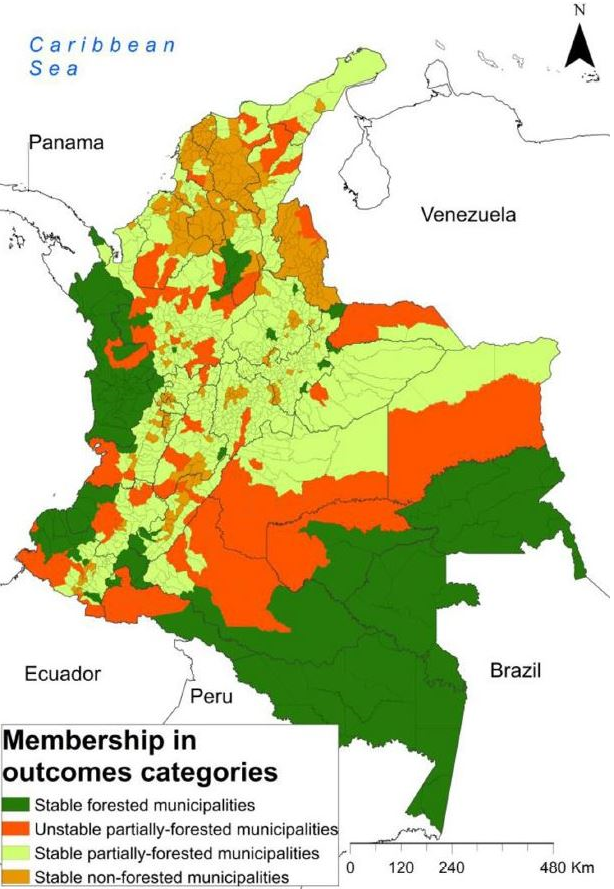 N
Caribbean
Sea
Panama
Venezuela
Ecuador
Peru
Brazil
Membership in
outcomes categories
Stable forested municipalities
Unstable partially-forested municipalities
Stable partially-forested municipalities
Stable non-forested municipalities
0 120 240 480 Km